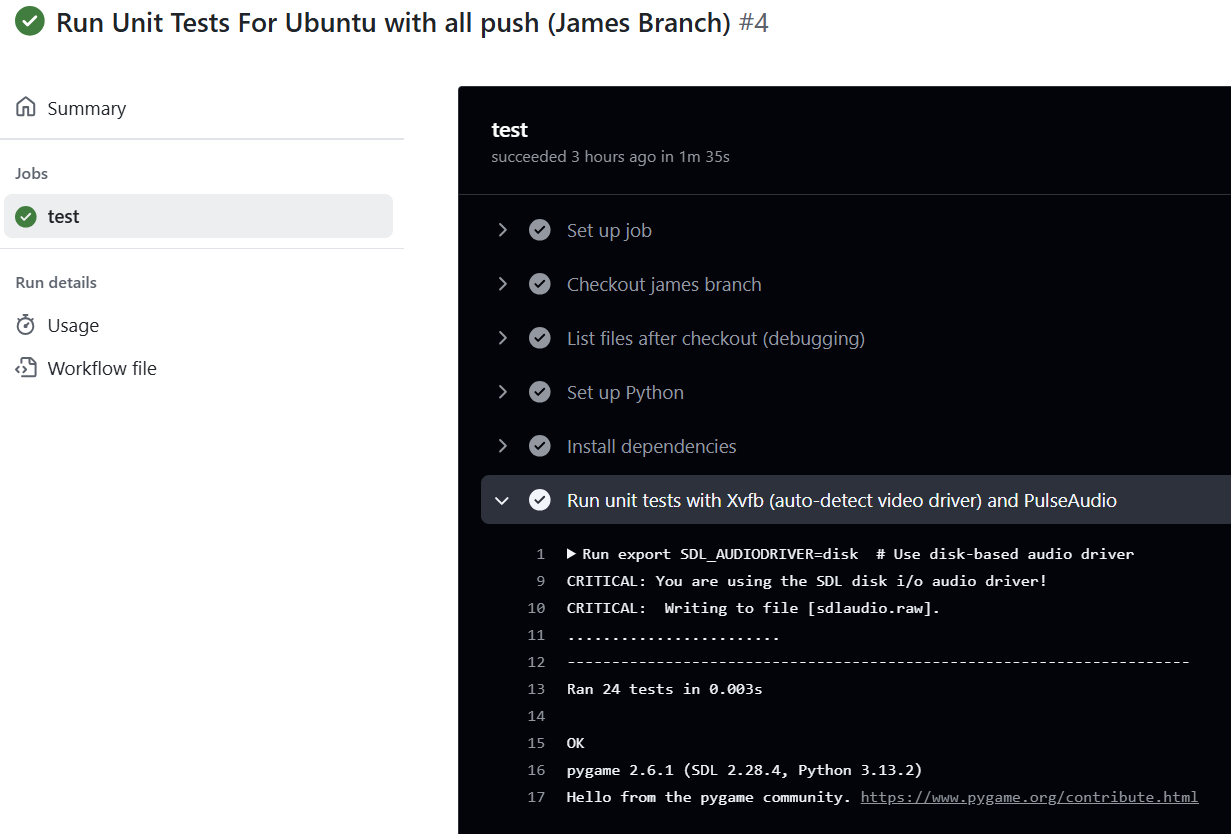 Run Unit Tests For Ubuntu with all push (James Branch) #4
Summary
Jobs
test
Run details
Usage
Workflow file
test
succeeded 3 hours ago in 1m 35s
Set up job
Checkout james branch
List files after checkout (debugging)
Set up Python
Install dependencies
Run unit tests with Xvfb (auto-detect video driver) and PulseAudio
1 Run export SDL_AUDIODRIVER=disk  # Use disk-based audio driver
9 CRITICAL: You are using the SDL disk i/o audio driver!
10 CRITICAL:  Writing to file [sdlaudio.raw].
11 ........................
12 ----------------------------------------------------------------------
13 Ran 24 tests in 0.003s
14
15 OK
16 pygame 2.6.1 (SDL 2.28.4, Python 3.13.2)
17 Hello from the pygame community. https://www.pygame.org/contribute.html